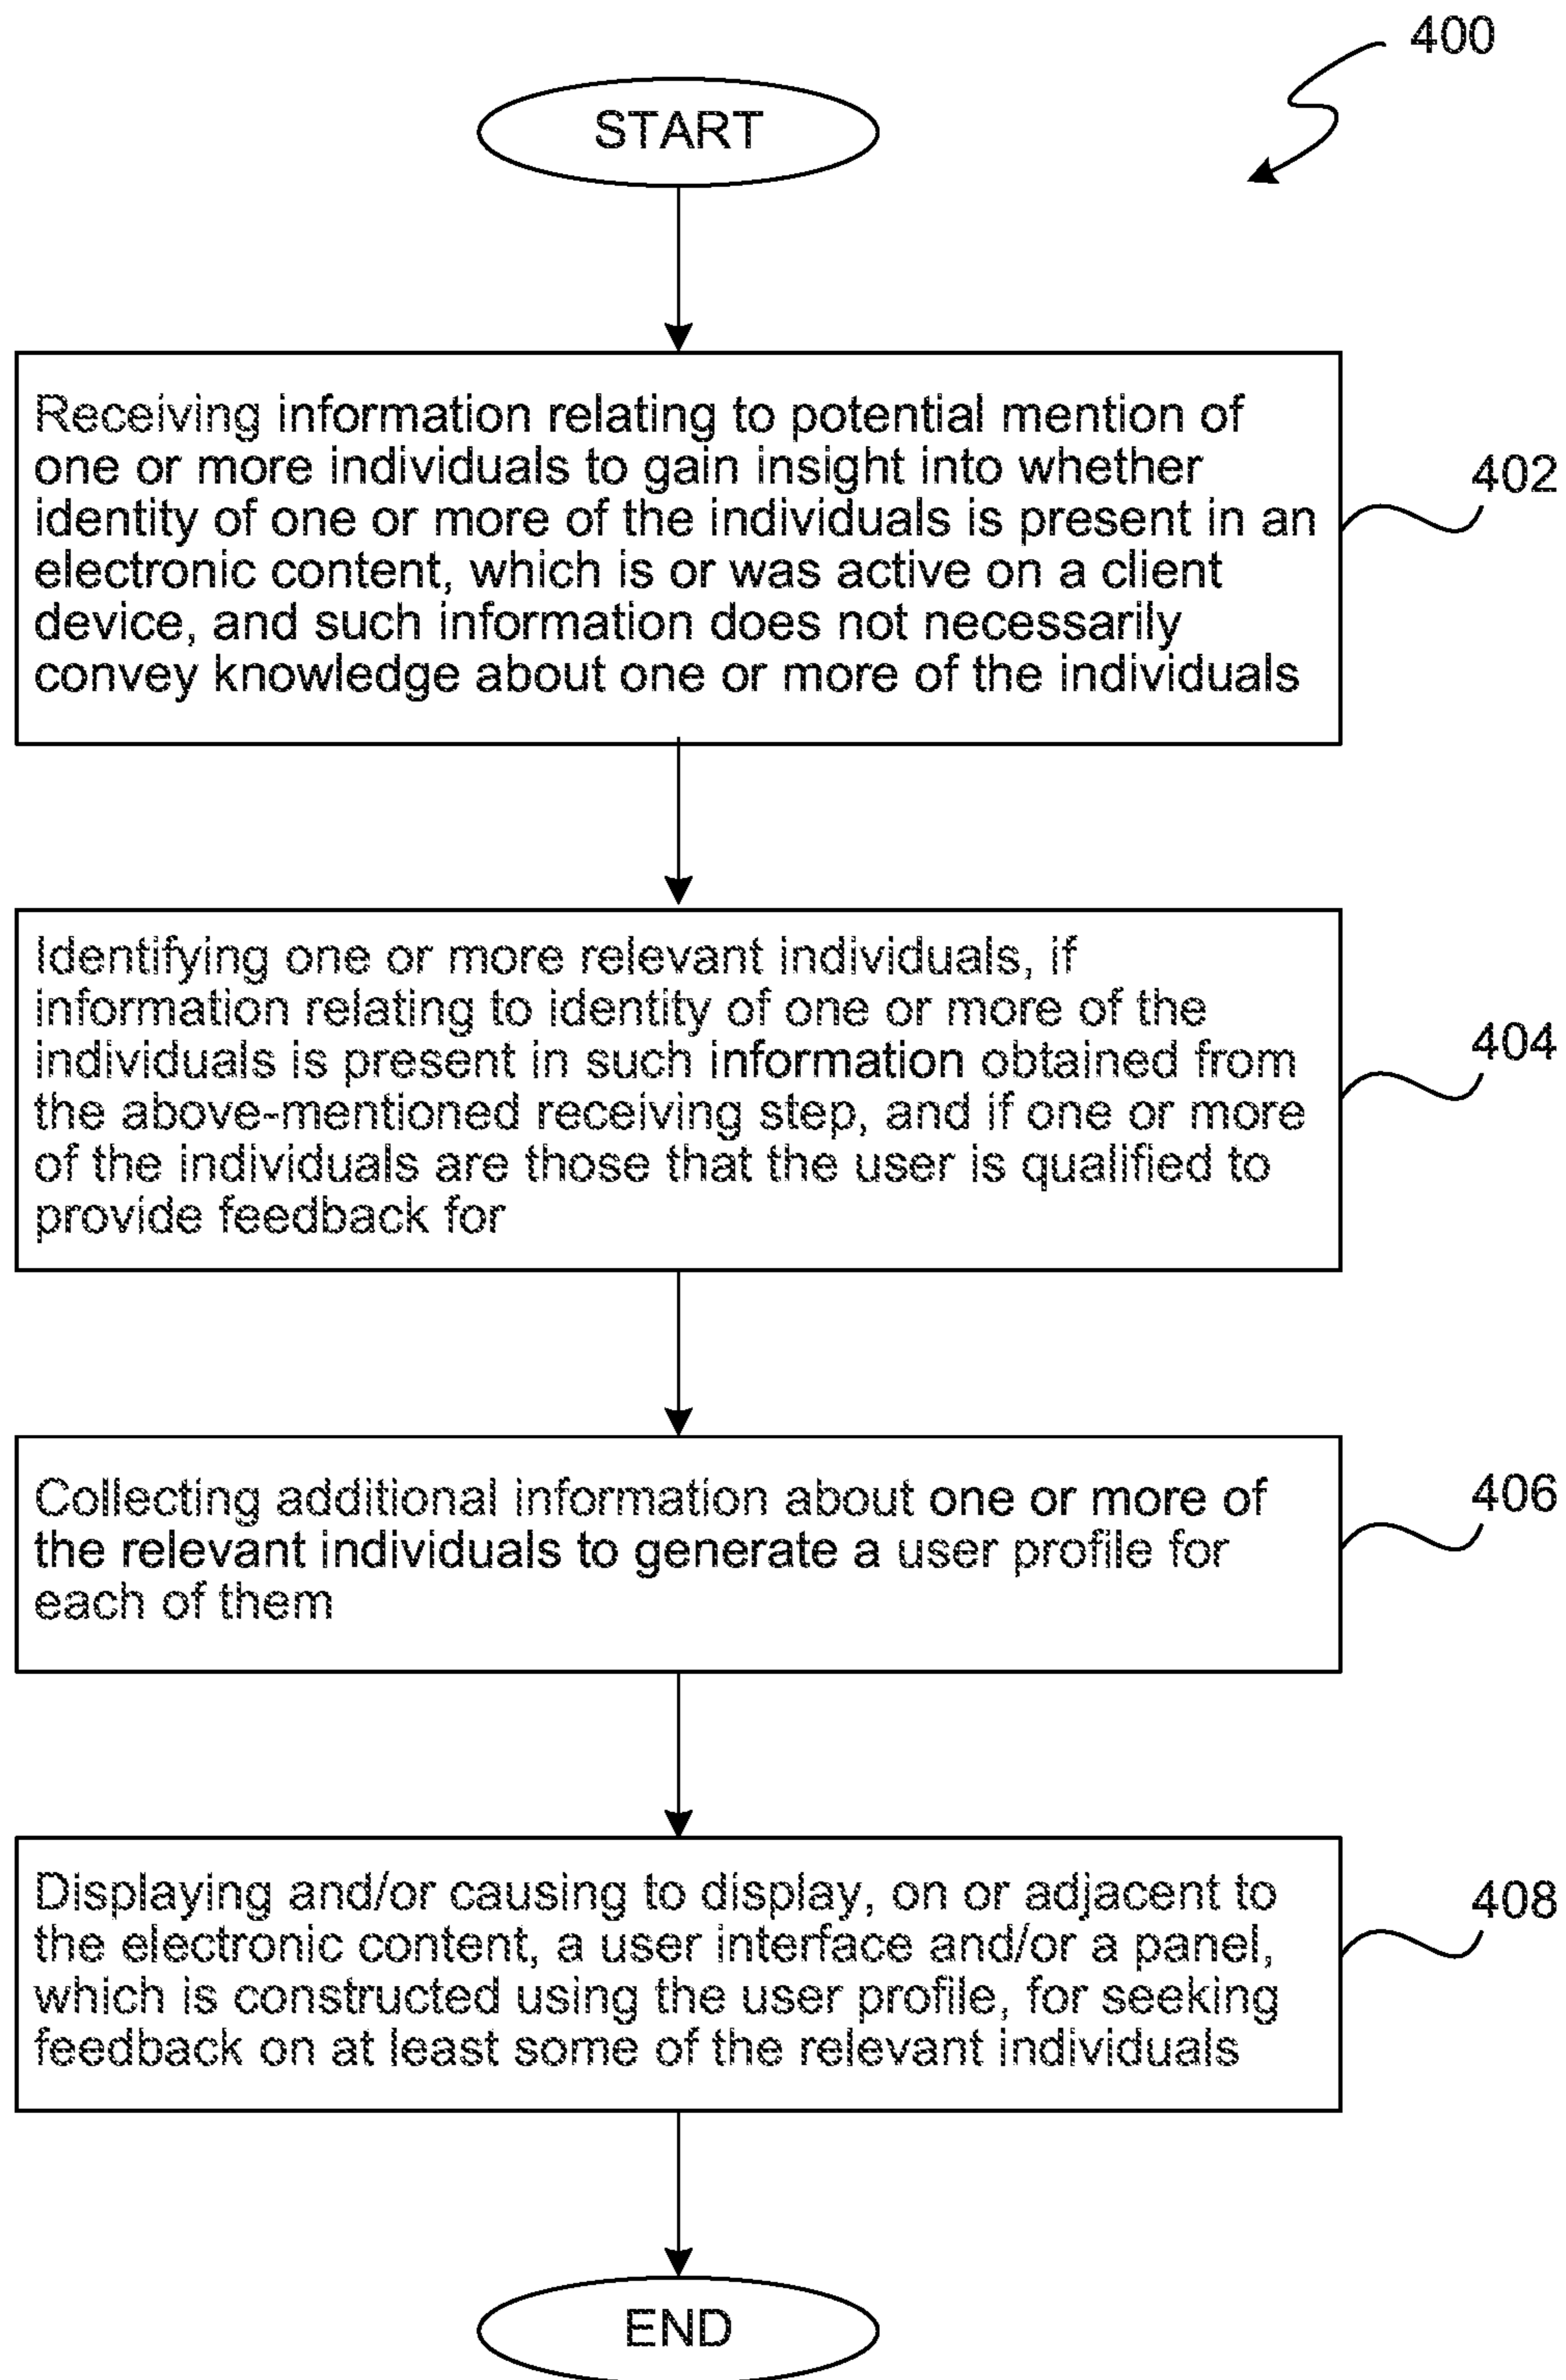 400
START
Receiving information relating to potential mention of
one or more individuals to gain insight into whether
identity of one or more of the individuals is present in an
electronic content, which is or was active on a client
device, and such information does not necessarily
convey knowledge about one or more of the individuals
402
Identifying one or more relevant individuals, if
information relating to identity of one or more of the
individuals is present in such information obtained from
the above-mentioned receiving step, and if one or more
of the individuals are those that the user is qualified to
provide feedback for
404
Collecting additional information about one or more of
the relevant individuals to generate a user profile for
each of them
406
Displaying and/or causing to display, on or adjacent to
the electronic content, a user interface and/or a panel,
which is constructed using the user profile, for seeking
feedback on at least some of the relevant individuals
408
END